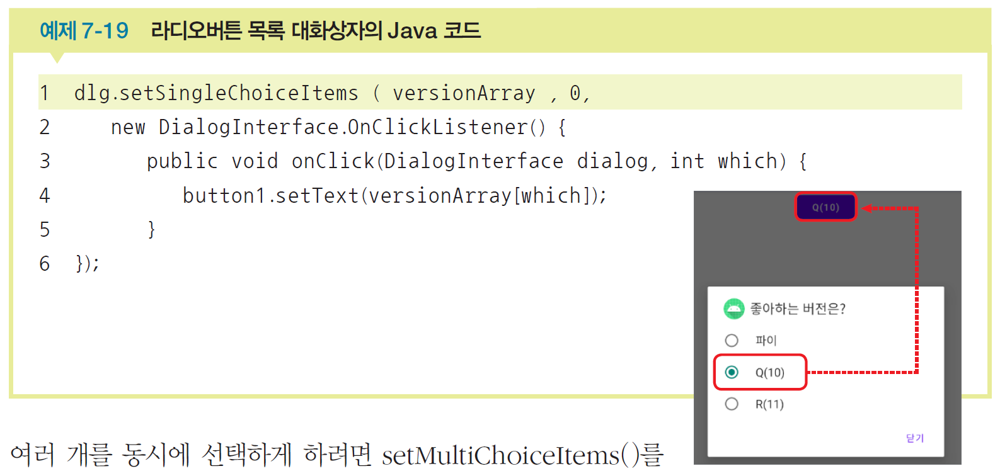 예제 7-19 라디오버튼 목록 대화상자의 Java 코드
1 dlg.setSingleChoiceItems ( versionArray , 0,
2 new DialogInterface.OnClickListener() {
3 public void onClick(DialogInterface dialog, int which) {
4 button1.setText(versionArray[which]);
5 }
6 });
Q(10)
좋아하는 버전은?
파이
Q(10)
R(11)
닫기
여러 개를 동시에 선택하게 하려면 setMultiChoiceItems()를